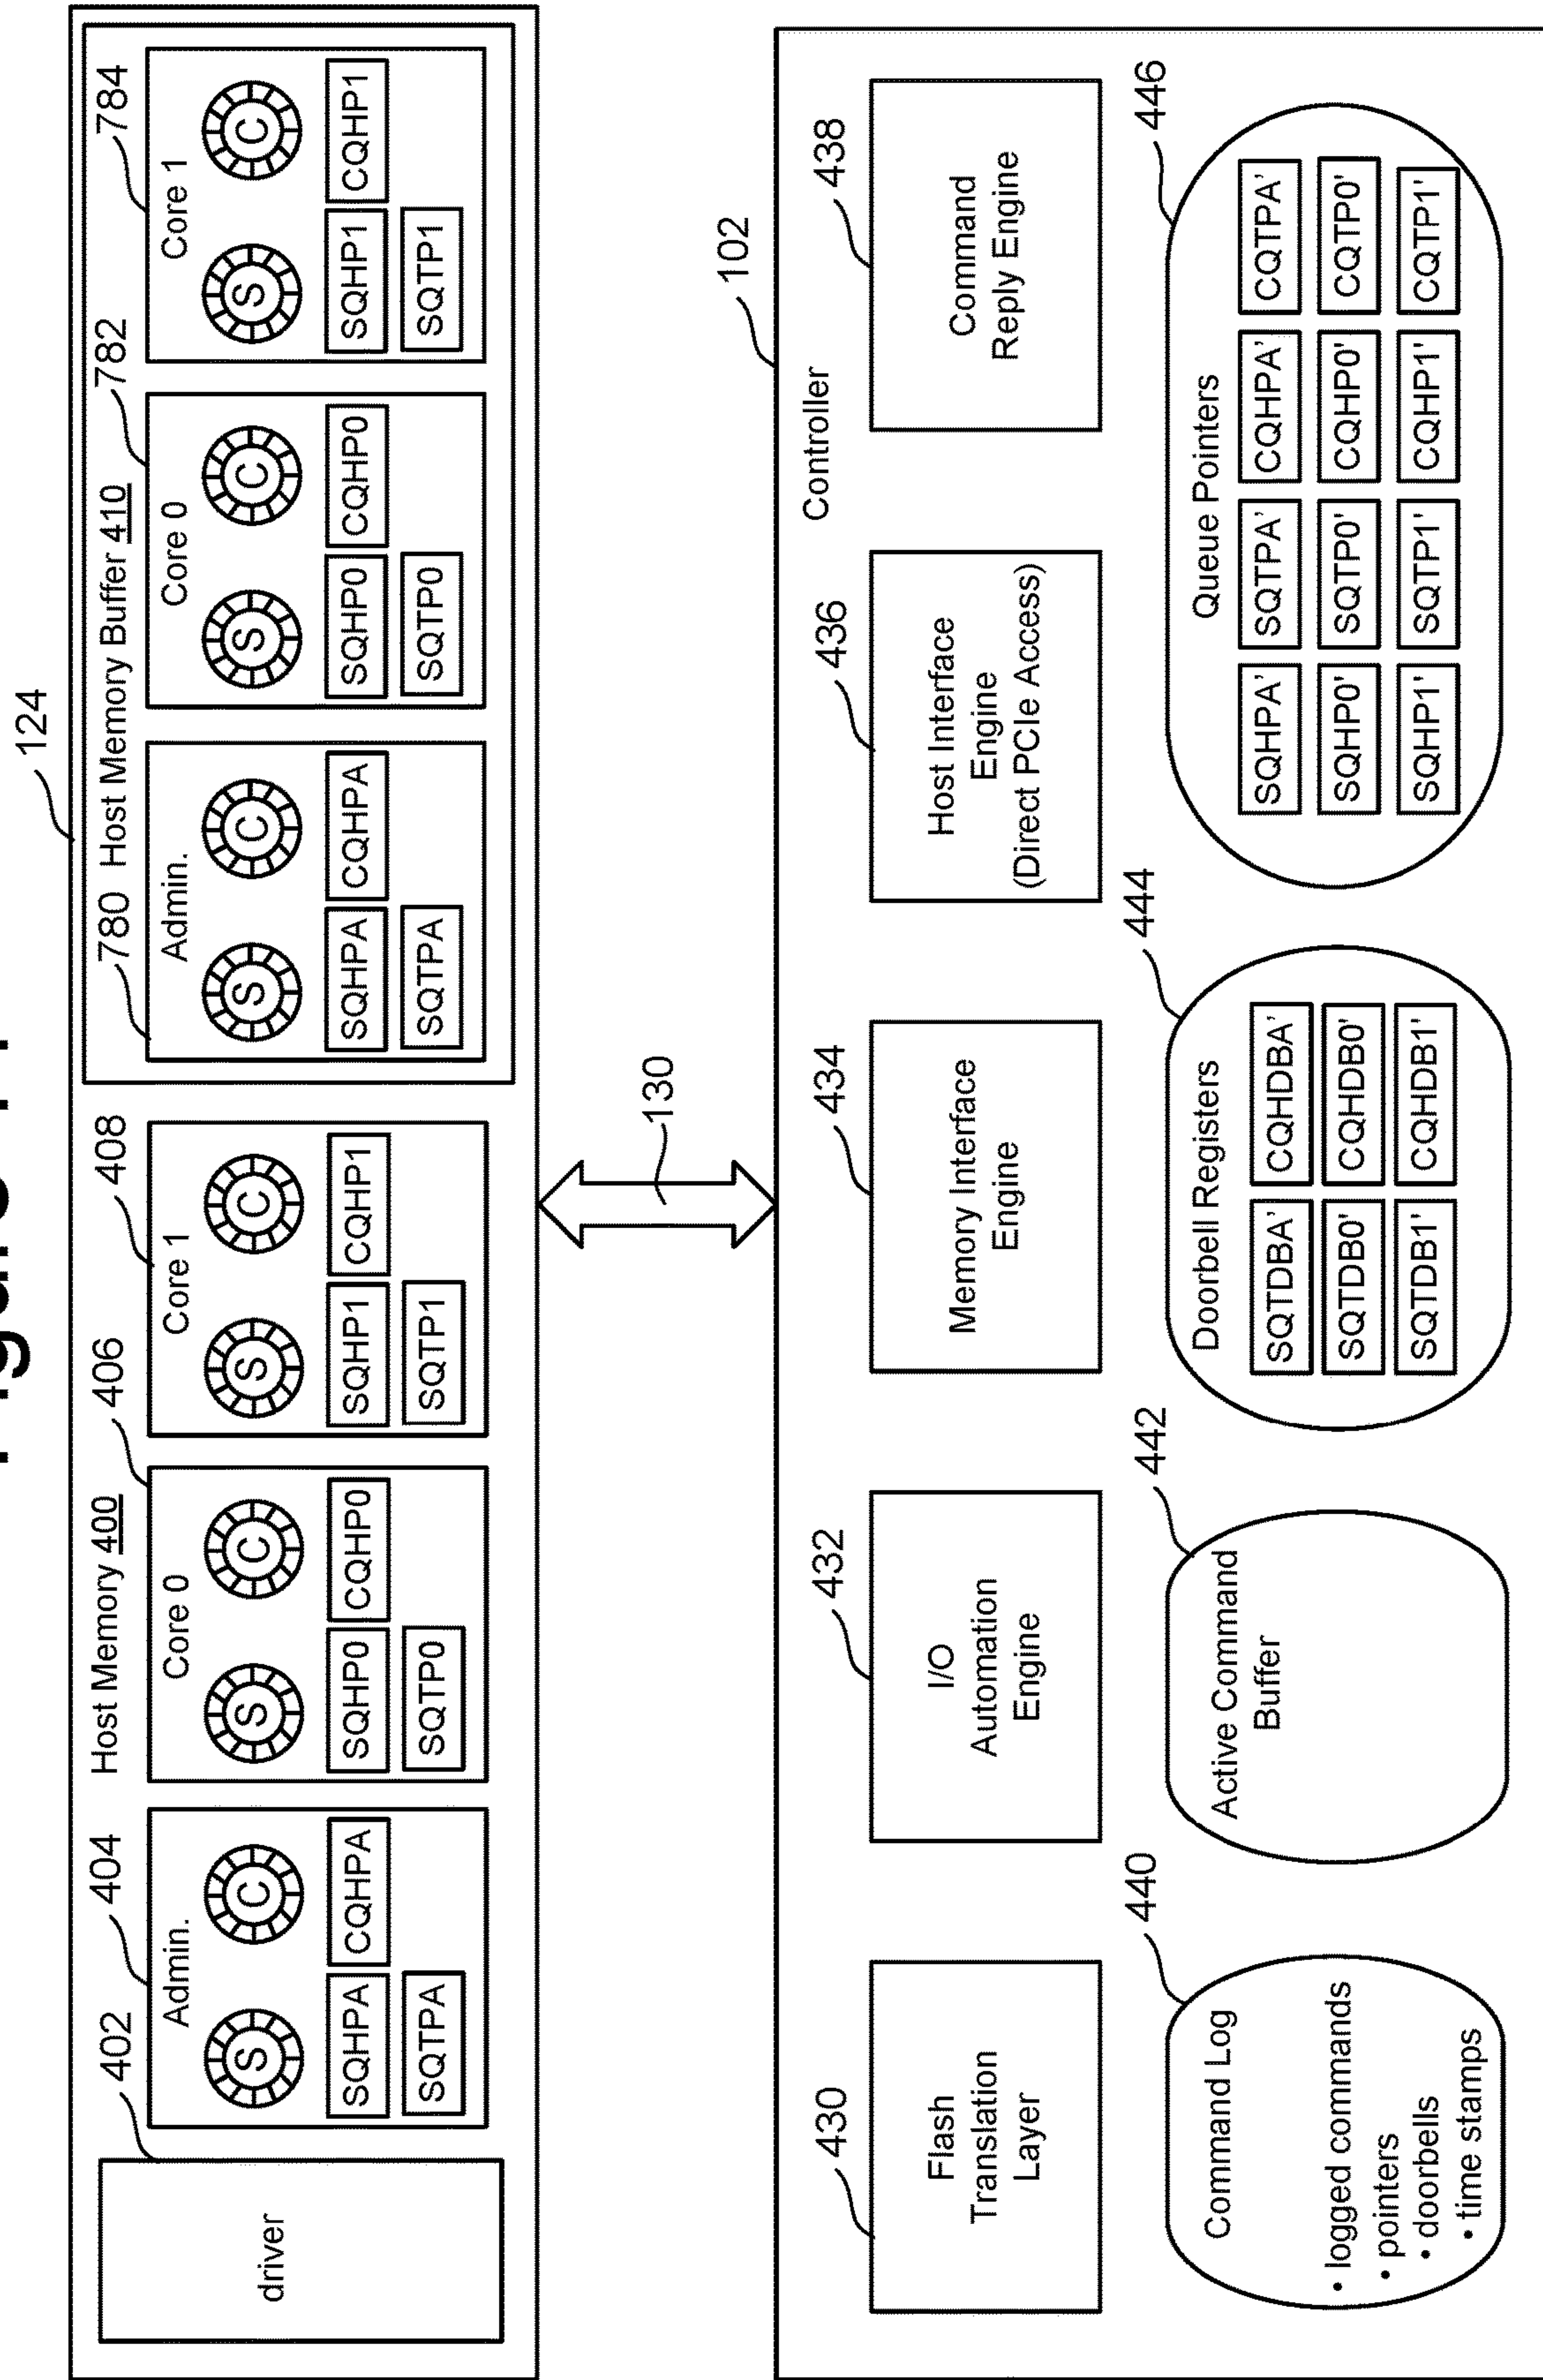 124
Host Memory 400
780 Host Memory Buffer 410
402
404
406
408
782
784
driver
Admin.
S
C
SQHPA
CQHPA
SQTPA
Core 0
S
C
SQHP0
CQHP0
SQTP0
Core 1
S
C
SQHP1
CQHP1
SQTP1
Admin.
S
C
SQHPA
CQHPA
SQTPA
Core 0
S
C
SQHP0
CQHP0
SQTP0
Core 1
S
C
SQHP1
CQHP1
SQTP1
130
102
Controller
430
Flash
Translation
Layer
432
I/O
Automation
Engine
434
Memory Interface
Engine
436
Host Interface
Engine
(Direct PCIe Access)
438
Command
Reply Engine
440
Command Log
• logged commands
• pointers
• doorbells
• time stamps
442
Active Command
Buffer
444
Doorbell Registers
SQTDBA' CQHDBA'
SQTDB0' CQHDB0'
SQTDB1' CQHDB1'
446
Queue Pointers
SQHPA' SQTPA' CQHPA' CQTPA'
SQHP0' SQTP0' CQHP0' CQTP0'
SQHP1' SQTP1' CQHP1' CQTP1'